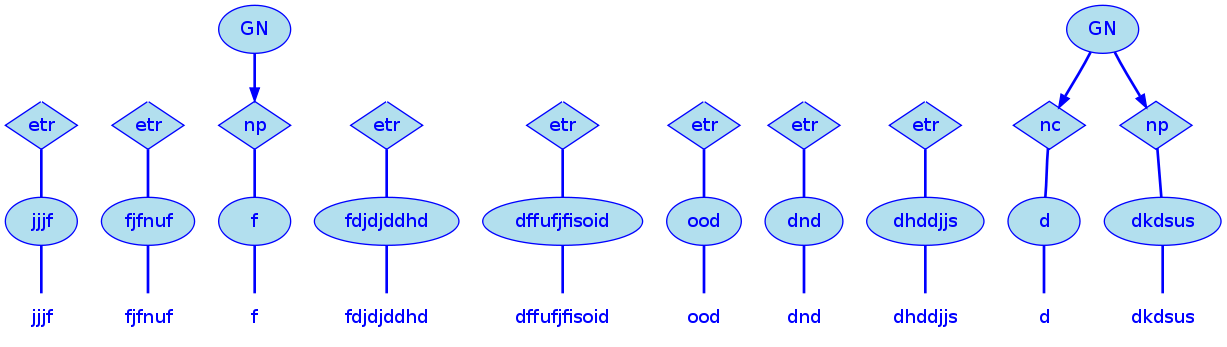 GN GN
etr etr np etr etr etr etr etr nc np
jjjf fjfnuf f fdjdjddhd dffufjfisoid ood dnd dhddjjs d dkdsus
jjjf fjfnuf f fdjdjddhd dffufjfisoid ood dnd dhddjjs d dkdsus